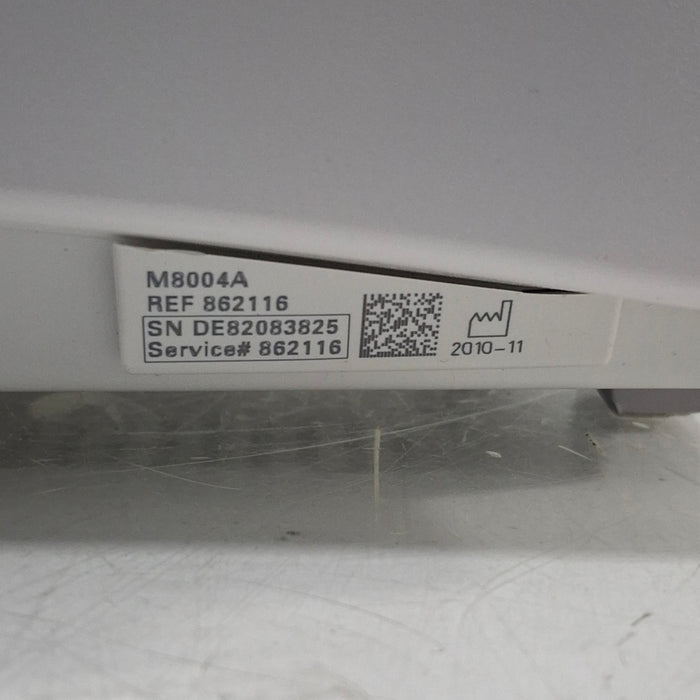 M8004A
REF 862116
SN DE82083825
Service# 862116
2010-11